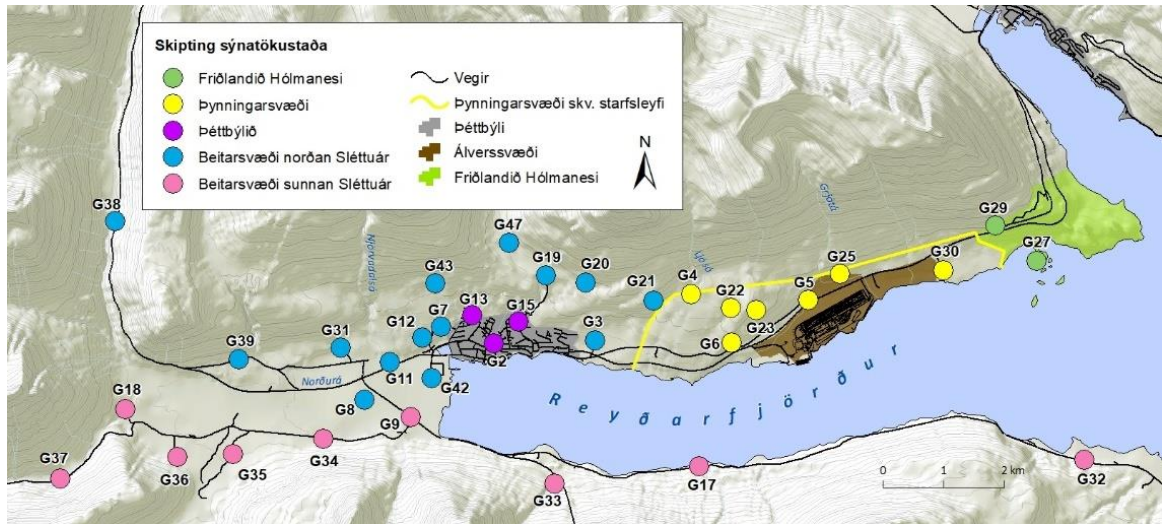 Skipting sýnatökustaða
Friðlandið Hólmanesi
Þynningarsvæði
Þéttbýlið
Beitarsvæði norðan Sléttuár
Beitarsvæði sunnan Sléttuár
Vegir
Þynningarsvæði skv. starfsleyfi
Þéttbýli
Álverssvæði
Friðlandið Hólmanesi
N
G38
G47
G29
G27
G43
G19
G20
G21
G4
G25
G30
G22
G5
G23
G6
G13
G15
G7
G12
G2
G3
G31
G39
G11
G42
G8
G9
G18
G37
G36
G35
G34
G33
G17
G32
Njörvadalsá
Ljósá
Grjótá
Norðurá
Reyðarfjörður
0 1 2 km